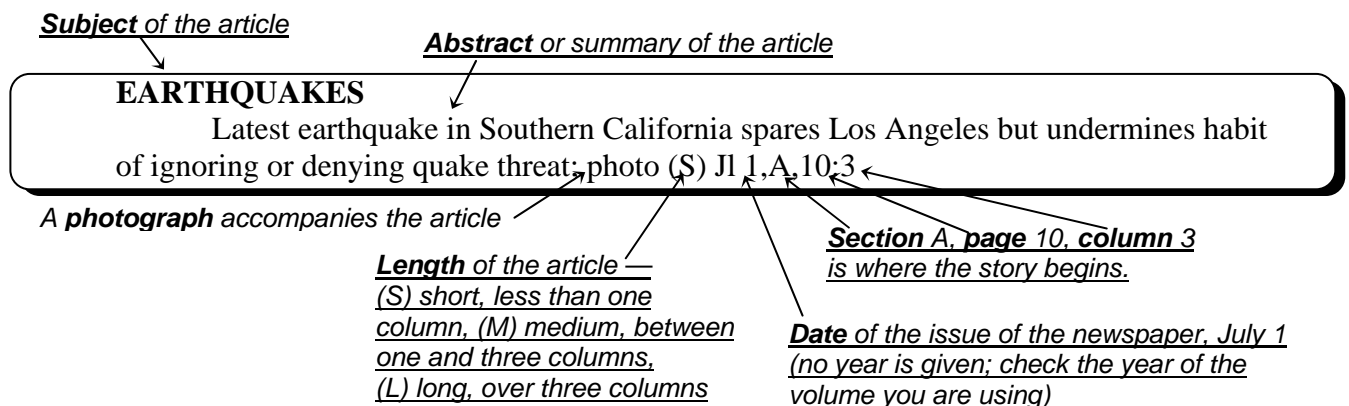 Subject of the article
Abstract or summary of the article
EARTHQUAKES
Latest earthquake in Southern California spares Los Angeles but undermines habit
of ignoring or denying quake threat; photo (S) Jl 1,A,10:3
A photograph accompanies the article
Section A, page 10, column 3
is where the story begins.
Length of the article —
(S) short, less than one
column, (M) medium, between
one and three columns,
(L) long, over three columns
Date of the issue of the newspaper, July 1
(no year is given; check the year of the
volume you are using)